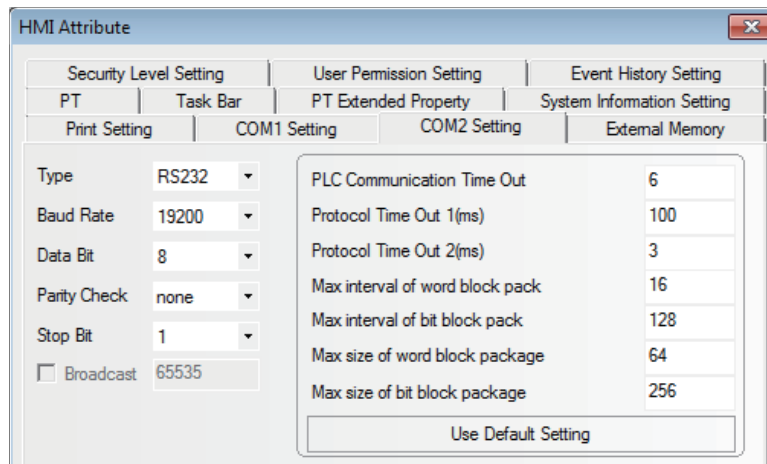 HMI Attribute
Security Level Setting User Permission Setting Event History Setting
PT Task Bar PT Extended Property System Information Setting
Print Setting COM1 Setting COM2 Setting External Memory
Type RS232
Baud Rate 19200
Data Bit 8
Parity Check none
Stop Bit 1
Broadcast 65535
PLC Communication Time Out 6
Protocol Time Out 1(ms) 100
Protocol Time Out 2(ms) 3
Max interval of word block pack 16
Max interval of bit block pack 128
Max size of word block package 64
Max size of bit block package 256
Use Default Setting